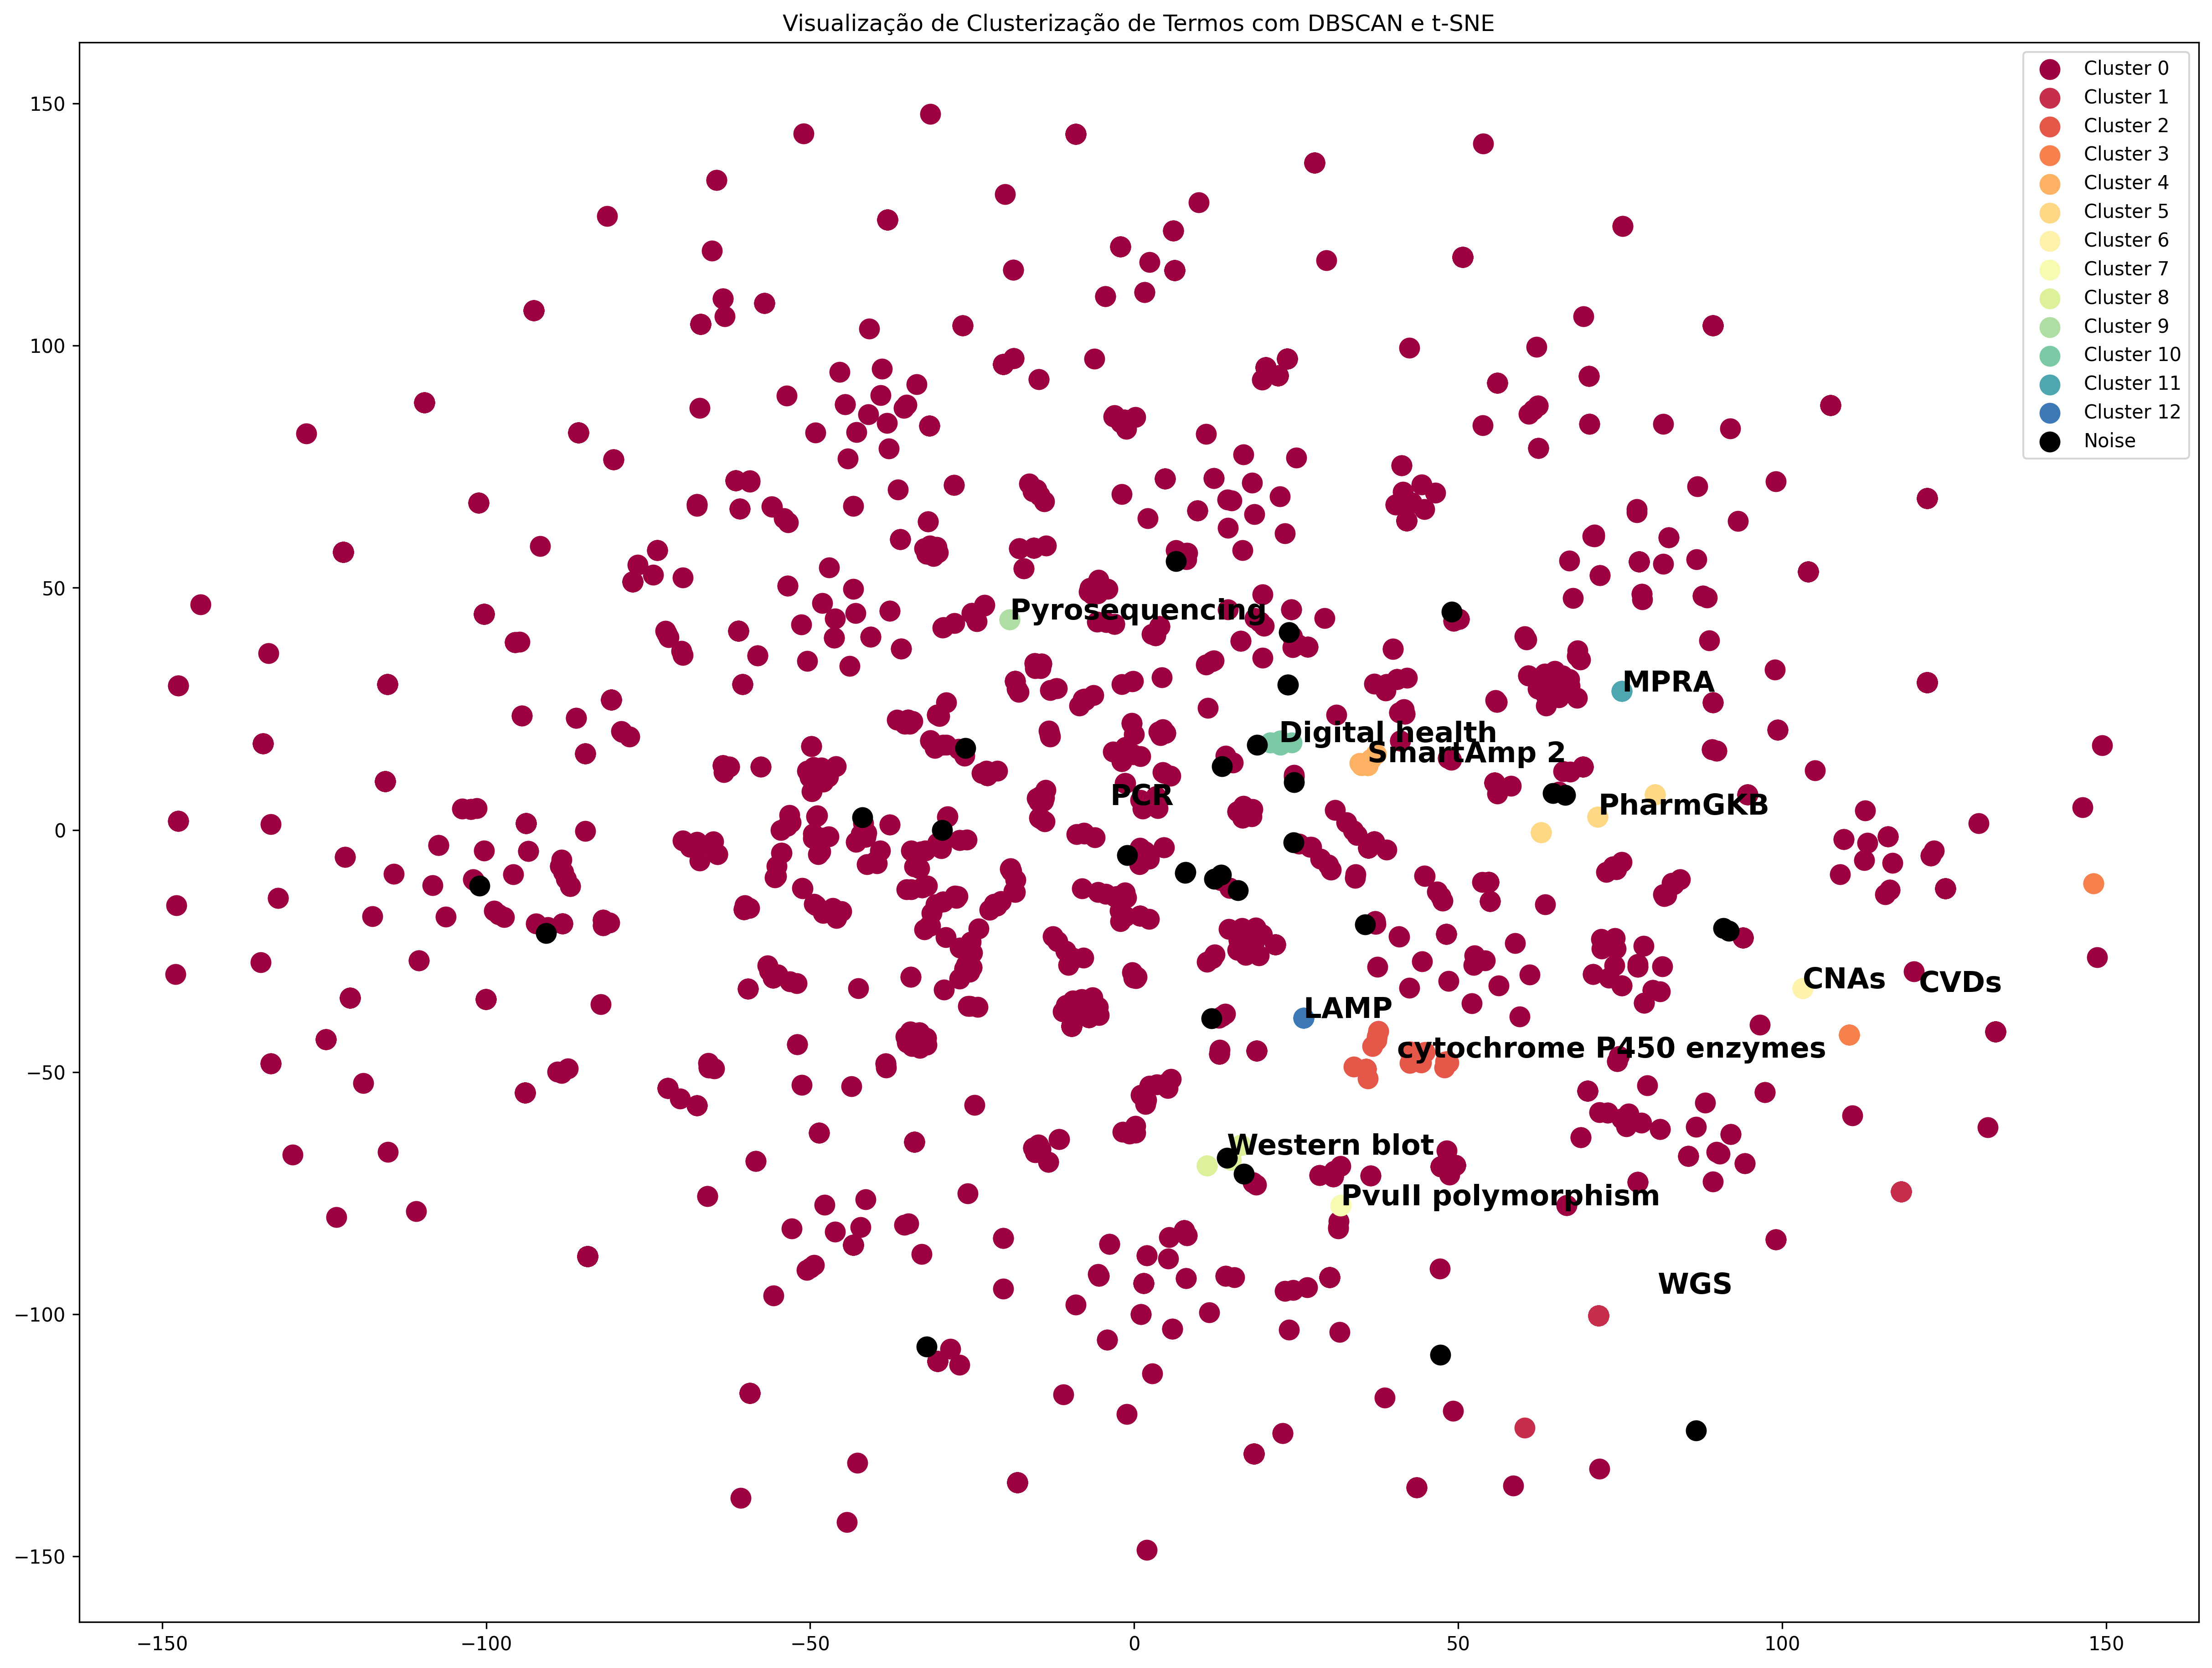 Visualização de Clusterização de Termos com DBSCAN e t-SNE
Cluster 0
Cluster 1
Cluster 2
Cluster 3
Cluster 4
Cluster 5
Cluster 6
Cluster 7
Cluster 8
Cluster 9
Cluster 10
Cluster 11
Cluster 12
Noise
150
100
50
0
−50
−100
−150
Pyrosequencing
MPRA
Digital health
SmartAmp 2
PCR
PharmGKB
CNAs
CVDs
LAMP
cytochrome P450 enzymes
Western blot
PvuII polymorphism
WGS
−150
−100
−50
0
50
100
150